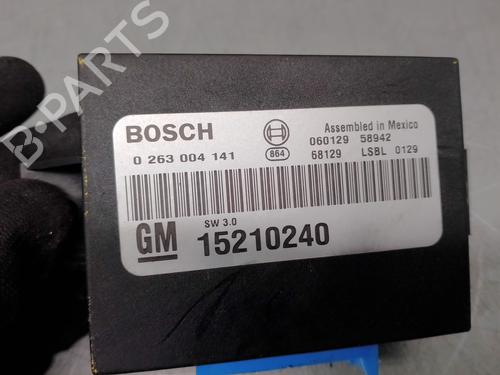 BOSCH
Assembled in Mexico
060129 58942
0 263 004 141
864
68129 LSBL 0129
SW 3.0
GM 15210240